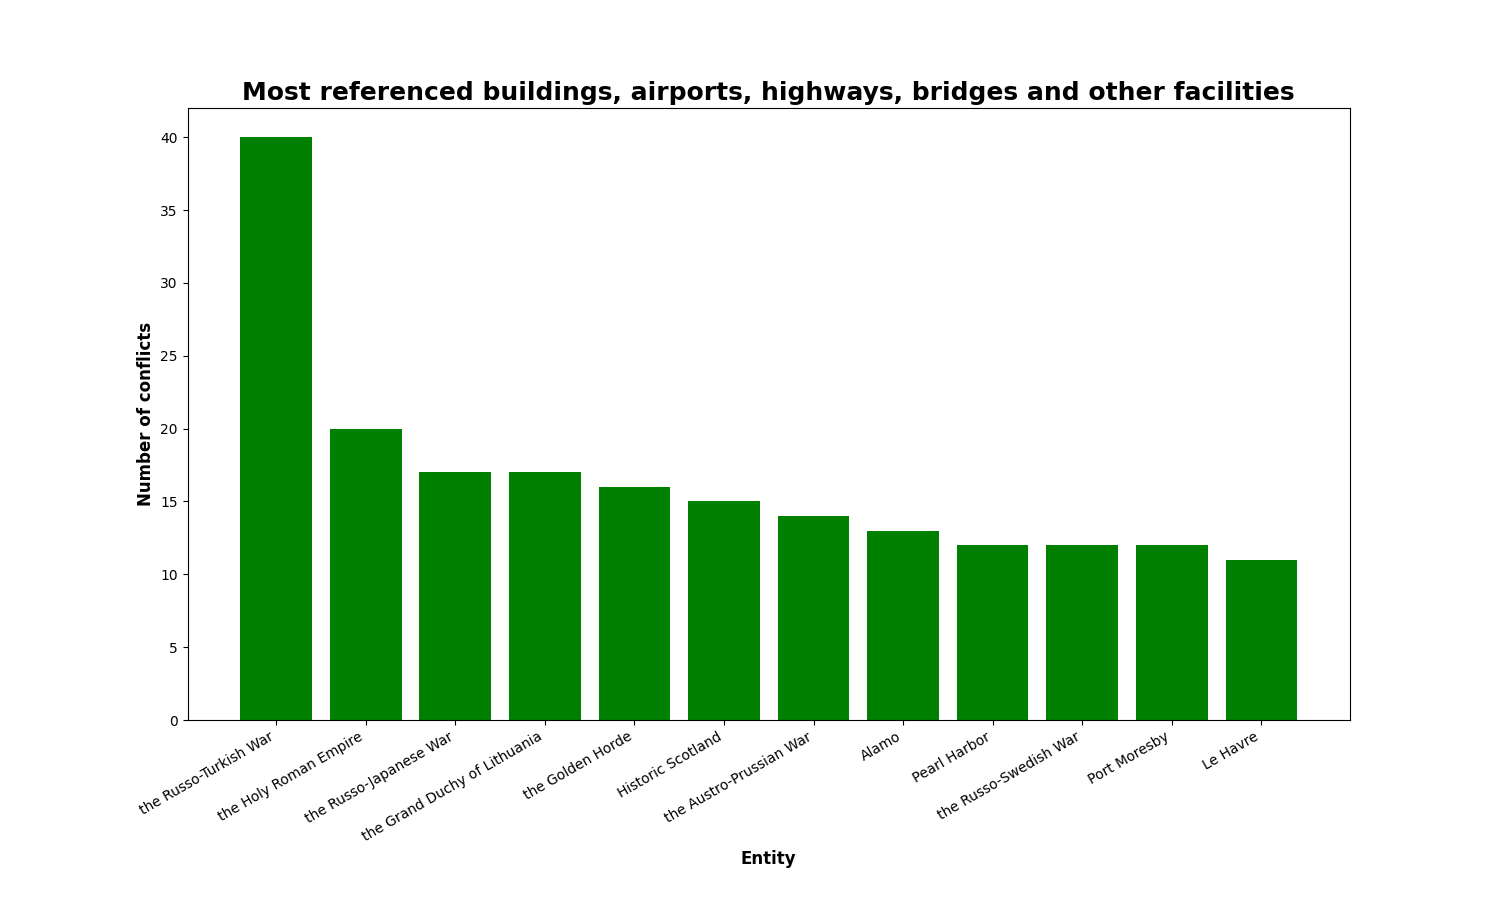 Most referenced buildings, airports, highways, bridges and other facilities
Number of conflicts
40
35
30
25
20
15
10
5
0
the Russo-Turkish War
the Holy Roman Empire
the Russo-Japanese War
the Grand Duchy of Lithuania
the Golden Horde
Historic Scotland
the Austro-Prussian War
Alamo
Pearl Harbor
the Russo-Swedish War
Port Moresby
Le Havre
Entity